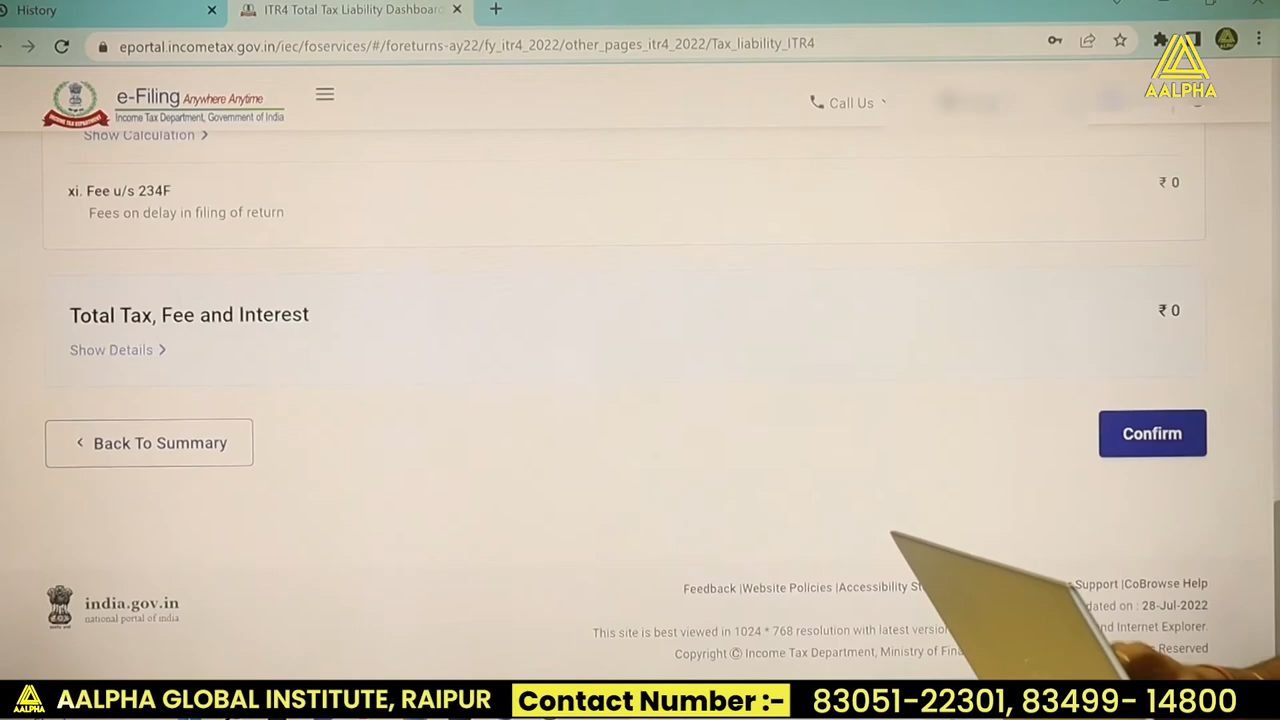 History
ITR4 Total Tax Liability Dashboard
eportal.incometax.gov.in/iec/foservices/#/foreturns-ay22/fy_itr4_2022/other_pages_itr4_2022/Tax_liability_ITR4
AALPHA
e-Filing Anywhere Anytime
Income Tax Department, Government of India
Call Us
Show Calculation >
xi. Fee u/s 234F
₹ 0
Fees on delay in filing of return
Total Tax, Fee and Interest
₹ 0
Show Details >
< Back To Summary
Confirm
Feedback |Website Policies |Accessibility Support |CoBrowse Help
28-Jul-2022
india.gov.in
national portal of india
This site is best viewed in 1024 * 768 resolution with latest Internet Explorer.
Copyright © Income Tax Department, Ministry of Reserved
AALPHA
AALPHA GLOBAL INSTITUTE, RAIPUR
Contact Number :-
83051-22301, 83499- 14800